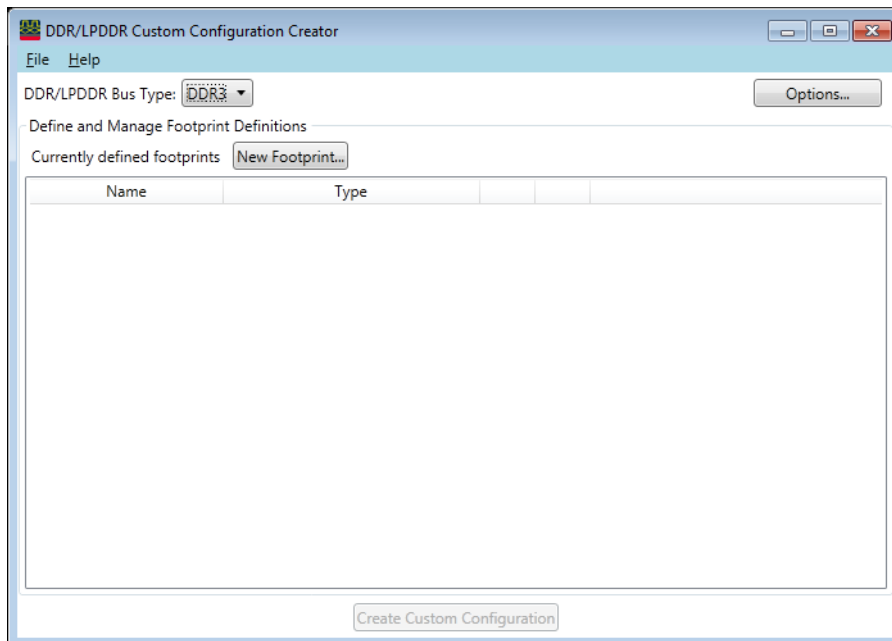 DDR/LPDDR Custom Configuration Creator
File Help
DDR/LPDDR Bus Type: DDR3 Options...
Define and Manage Footprint Definitions
Currently defined footprints New Footprint...
Name Type
Create Custom Configuration